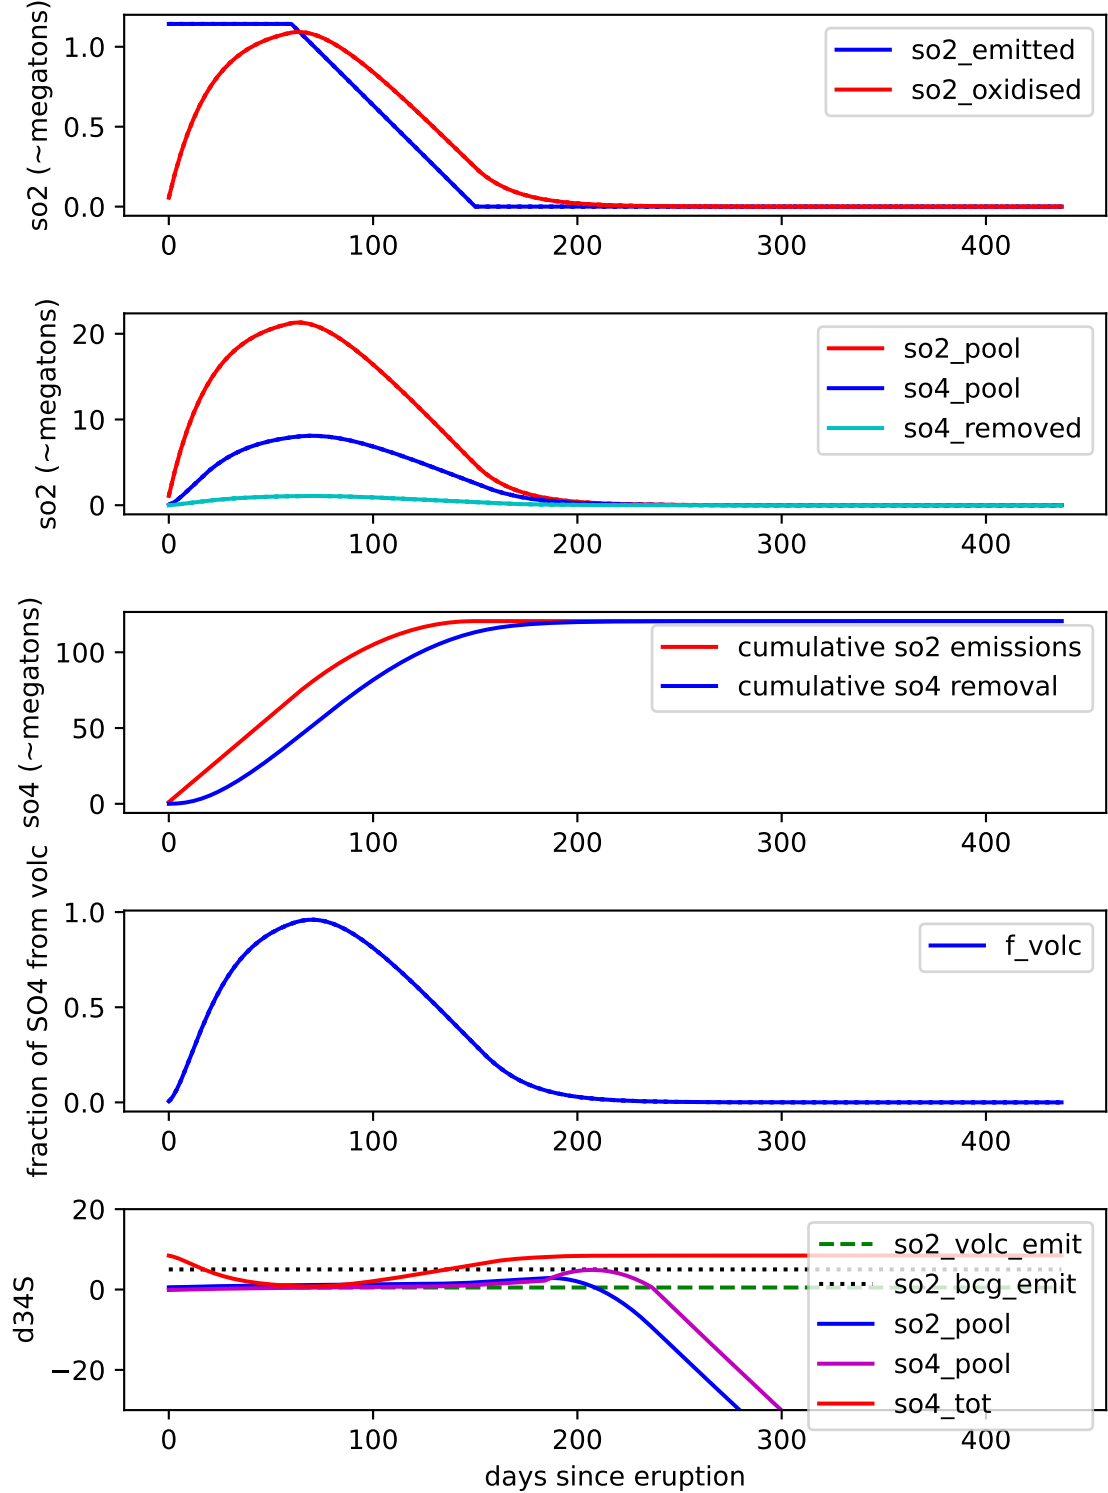 so2 (~megatons)
1.0
0.5
0.0
so2_emitted
so2_oxidised
0
100
200
300
400
so2 (~megatons)
20
10
0
so2_pool
so4_pool
so4_removed
0
100
200
300
400
so4 (~megatons)
100
50
0
cumulative so2 emissions
cumulative so4 removal
0
100
200
300
400
fraction of SO4 from volc
1.0
0.5
0.0
f_volc
0
100
200
300
400
d34S
20
0
−20
so2_volc_emit
so2_bcg_emit
so2_pool
so4_pool
so4_tot
0
100
200
300
400
days since eruption